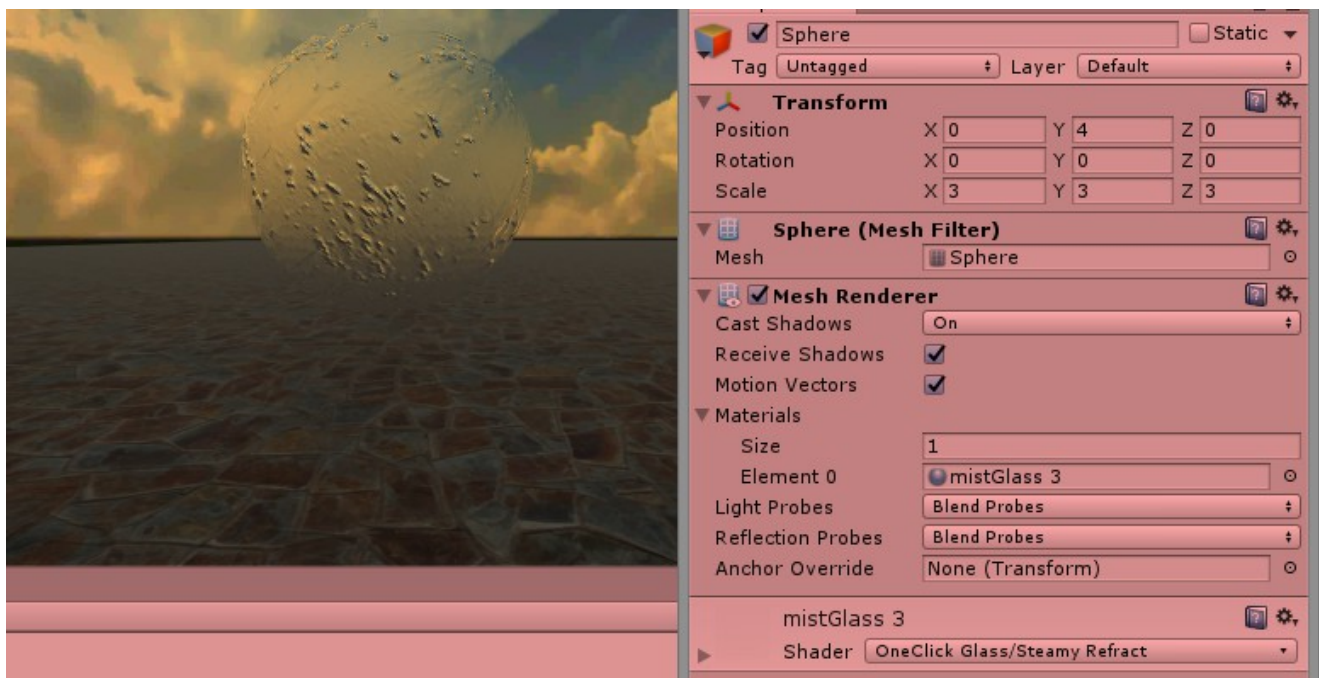 Sphere Static
Tag Untagged Layer Default
Transform
Position X 0 Y 4 Z 0
Rotation X 0 Y 0 Z 0
Scale X 3 Y 3 Z 3
Sphere (Mesh Filter)
Mesh Sphere
Mesh Renderer
Cast Shadows On
Receive Shadows
Motion Vectors
Materials
Size 1
Element 0 mistGlass 3
Light Probes Blend Probes
Reflection Probes Blend Probes
Anchor Override None (Transform)
mistGlass 3
Shader OneClick Glass/Steamy Refract